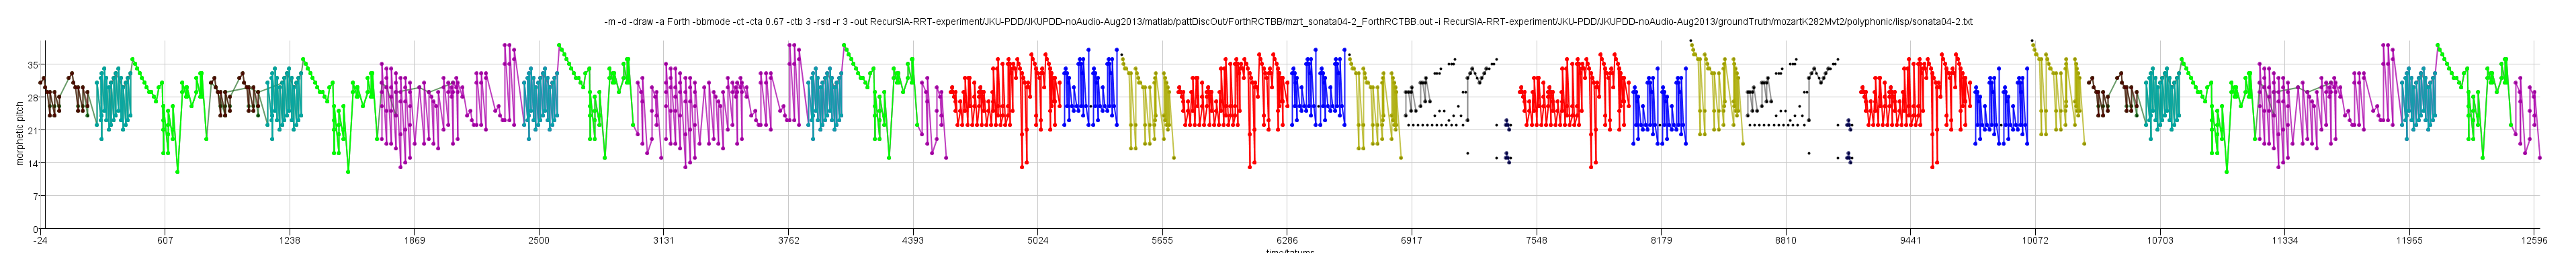 -m -d -draw -a Forth -bbmode -ct -cta 0.67 -ctb 3 -rsd -r 3 -out RecurSIA-RRT-experiment/JKU-PDD/JKUPDD-noAudio-Aug2013/matlab/pattDiscOut/ForthRCTBB/mzrt_sonata04-2_ForthRCTBB.out -i RecurSIA-RRT-experiment/JKU-PDD/JKUPDD-noAudio-Aug2013/groundTruth/mozartK282Mvt2/polyphonic/lisp/sonata04-2.txt
morphetic pitch
35
28
21
14
7
0
-24 607 1238 1869 2500 3131 3762 4393 5024 5655 6286 6917 7548 8179 8810 9441 10072 10703 11334 11965 12596
time/tatums